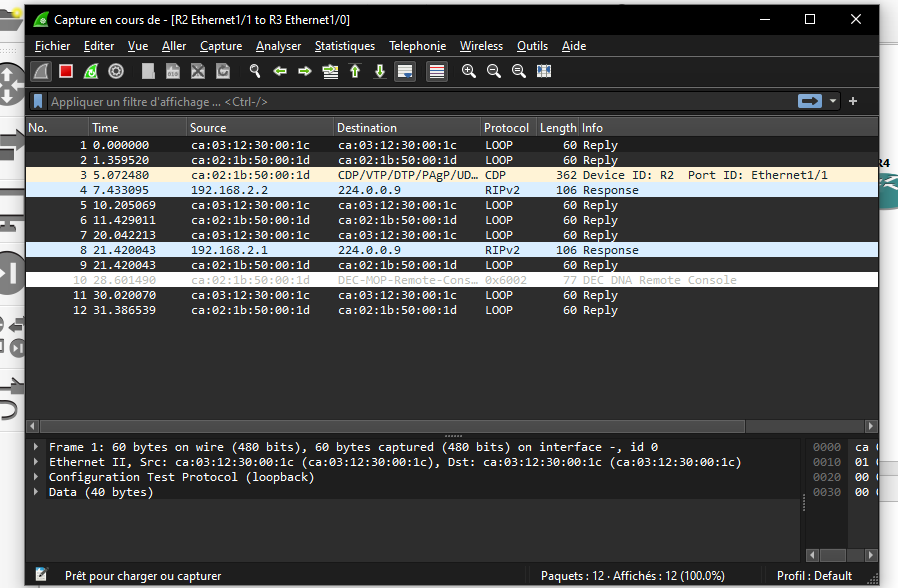 Capture en cours de - [R2 Ethernet1/1 to R3 Ethernet1/0]
Fichier Editer Vue Aller Capture Analyser Statistiques Telephonie Wireless Outils Aide
Appliquer un filtre d'affichage ... <Ctrl-/>
No. Time Source Destination Protocol Length Info
1 0.000000 ca:03:12:30:00:1c ca:03:12:30:00:1c LOOP 60 Reply
2 1.359520 ca:02:1b:50:00:1d ca:02:1b:50:00:1d LOOP 60 Reply
3 5.072480 ca:02:1b:50:00:1d CDP/VTP/DTP/PAgP/UD… CDP 362 Device ID: R2 Port ID: Ethernet1/1
4 7.433052 192.168.2.2 224.0.0.9 RIPv2 106 Response
5 10.205069 ca:03:12:30:00:1c ca:03:12:30:00:1c LOOP 60 Reply
6 11.429011 ca:02:1b:50:00:1d ca:02:1b:50:00:1d LOOP 60 Reply
7 20.042213 ca:03:12:30:00:1c ca:03:12:30:00:1c LOOP 60 Reply
8 21.420043 192.168.2.1 224.0.0.9 RIPv2 106 Response
9 21.420043 ca:02:1b:50:00:1d ca:02:1b:50:00:1d LOOP 60 Reply
10 28.601490 ca:02:1b:50:00:1d DEC-MOP-Remote-Cons… 0x6002 77 DEC DNA Remote Console
11 30.020070 ca:03:12:30:00:1c ca:03:12:30:00:1c LOOP 60 Reply
12 31.386539 ca:02:1b:50:00:1d ca:02:1b:50:00:1d LOOP 60 Reply
Frame 1: 60 bytes on wire (480 bits), 60 bytes captured (480 bits) on interface -, id 0
Ethernet II, Src: ca:03:12:30:00:1c (ca:03:12:30:00:1c), Dst: ca:03:12:30:00:1c (ca:03:12:30:00:1c)
Configuration Test Protocol (loopback)
Data (40 bytes)
0000 ca
0010 01
0020 00
0030 00
Prêt pour charger ou capturer
Paquets : 12 · Affichés : 12 (100.0%)
Profil : Default